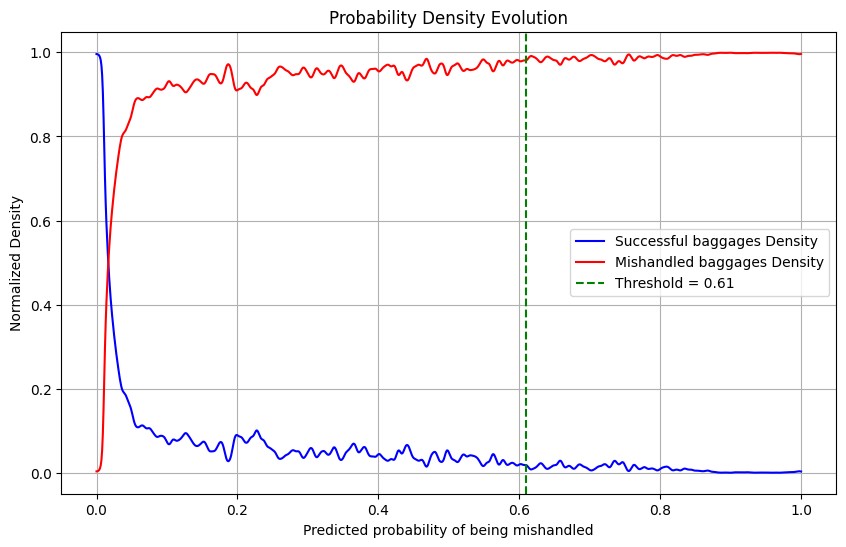 Probability Density Evolution
Normalized Density
1.0
0.8
0.6
0.4
0.2
0.0
Successful baggages Density
Mishandled baggages Density
Threshold = 0.61
0.0 0.2 0.4 0.6 0.8 1.0
Predicted probability of being mishandled